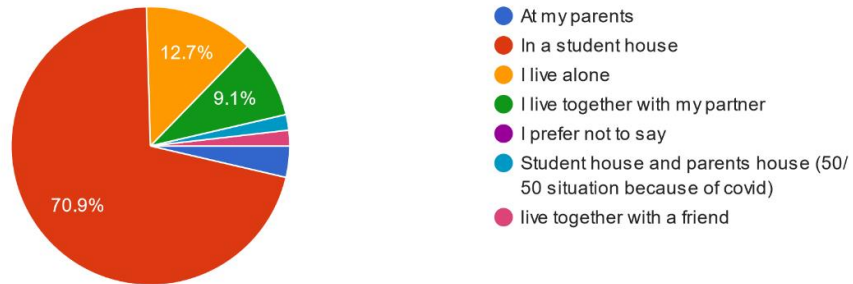 12.7%
9.1%
70.9%
At my parents
In a student house
I live alone
I live together with my partner
I prefer not to say
Student house and parents house (50/
50 situation because of covid)
live together with a friend